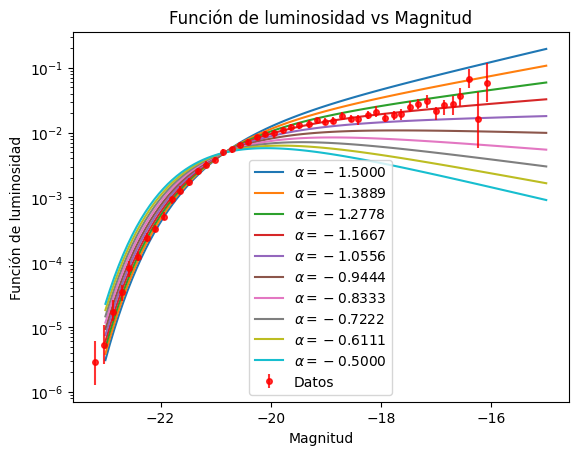 Función de luminosidad vs Magnitud
Función de luminosidad
10⁻¹
10⁻²
10⁻³
10⁻⁴
10⁻⁵
10⁻⁶
α = −1.5000
α = −1.3889
α = −1.2778
α = −1.1667
α = −1.0556
α = −0.9444
α = −0.8333
α = −0.7222
α = −0.6111
α = −0.5000
Datos
−22 −20 −18 −16
Magnitud